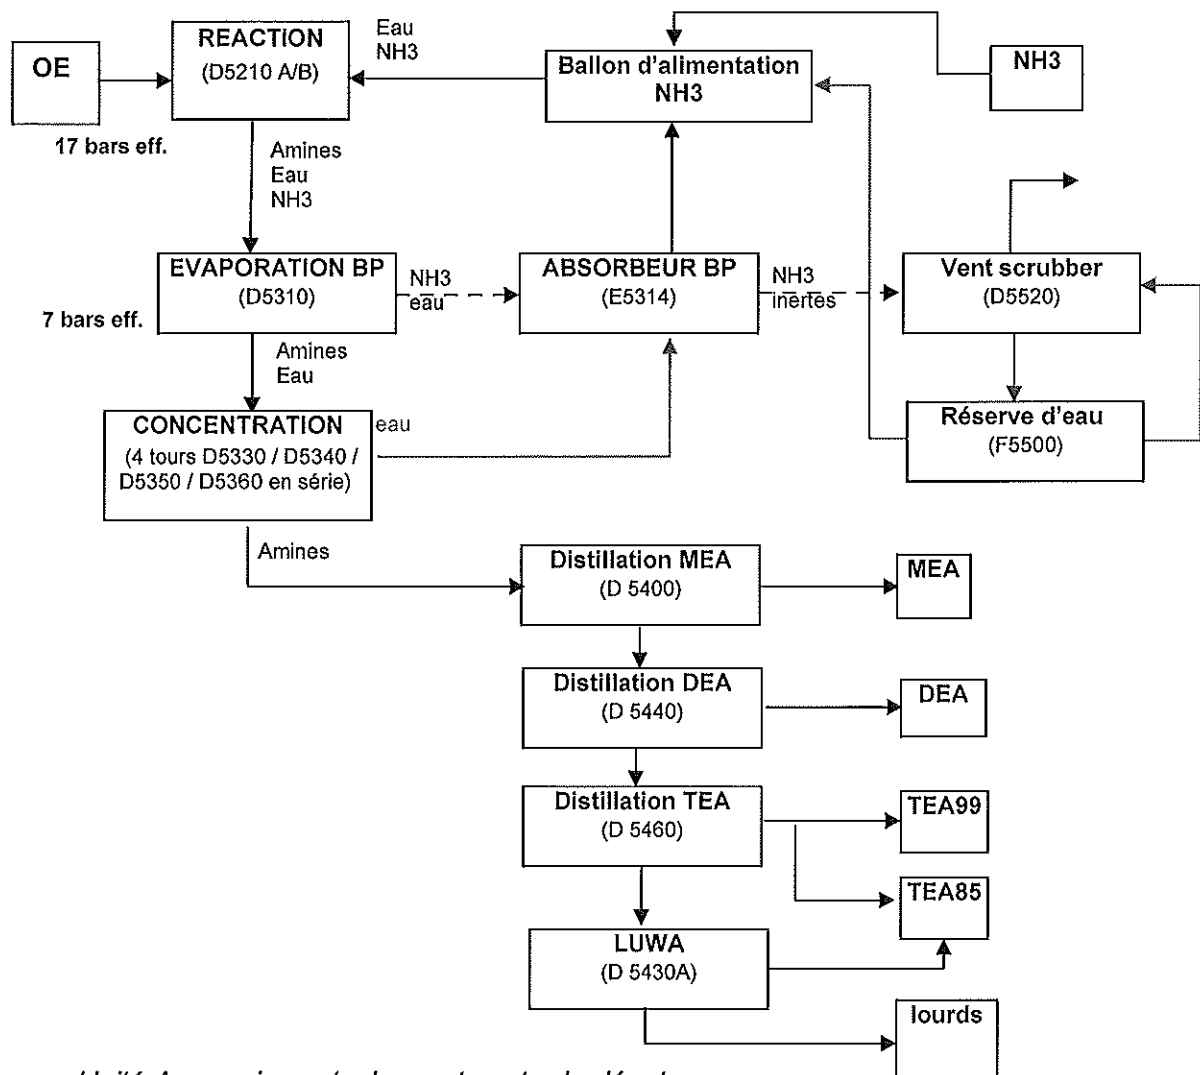 OE
REACTION
(D5210 A/B)
Eau
NH3
Ballon d'alimentation
NH3
NH3
17 bars eff.
Amines
Eau
NH3
EVAPORATION BP
(D5310)
NH3
eau
ABSORBEUR BP
(E5314)
NH3
inertes
Vent scrubber
(D5520)
7 bars eff.
Amines
Eau
CONCENTRATION
(4 tours D5330 / D5340 /
D5350 / D5360 en série)
eau
Réserve d'eau
(F5500)
Amines
Distillation MEA
(D 5400)
MEA
Distillation DEA
(D 5440)
DEA
Distillation TEA
(D 5460)
TEA99
TEA85
LUWA
(D 5430A)
lourds